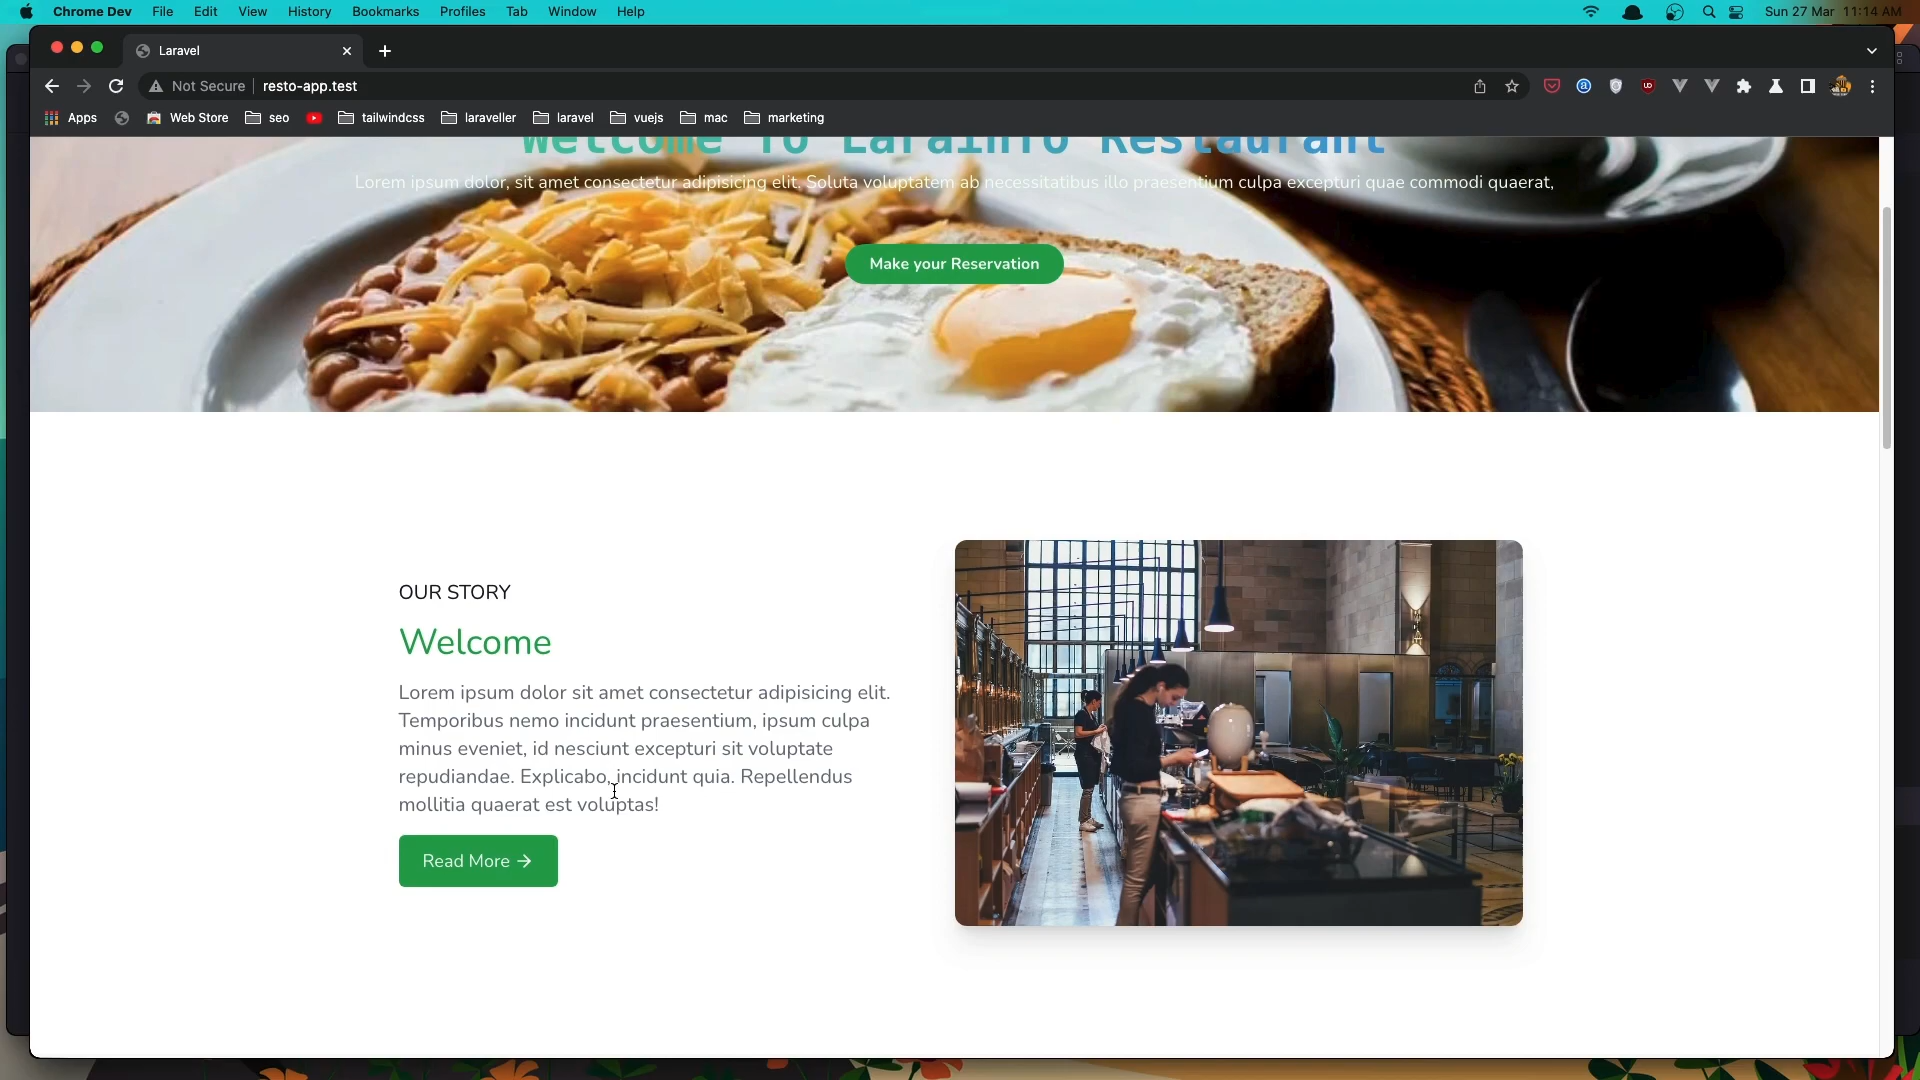 Chrome Dev File Edit View History Bookmarks Profiles Tab Window Help Sun 27 Mar 11:14 AM
Laravel
Not Secure resto-app.test
Apps Web Store seo tailwindcss laraveller laravel vuejs mac marketing
Welcome To Larainfo Restaurant
Lorem ipsum dolor, sit amet consectetur adipisicing elit. Soluta voluptatem ab necessitatibus illo praesentium culpa excepturi quae commodi quaerat,
Make your Reservation
OUR STORY
Welcome
Lorem ipsum dolor sit amet consectetur adipisicing elit.
Temporibus nemo incidunt praesentium, ipsum culpa
minus eveniet, id nesciunt excepturi sit voluptate
repudiandae. Explicabo, incidunt quia. Repellendus
mollitia quaerat est voluptas!
Read More →